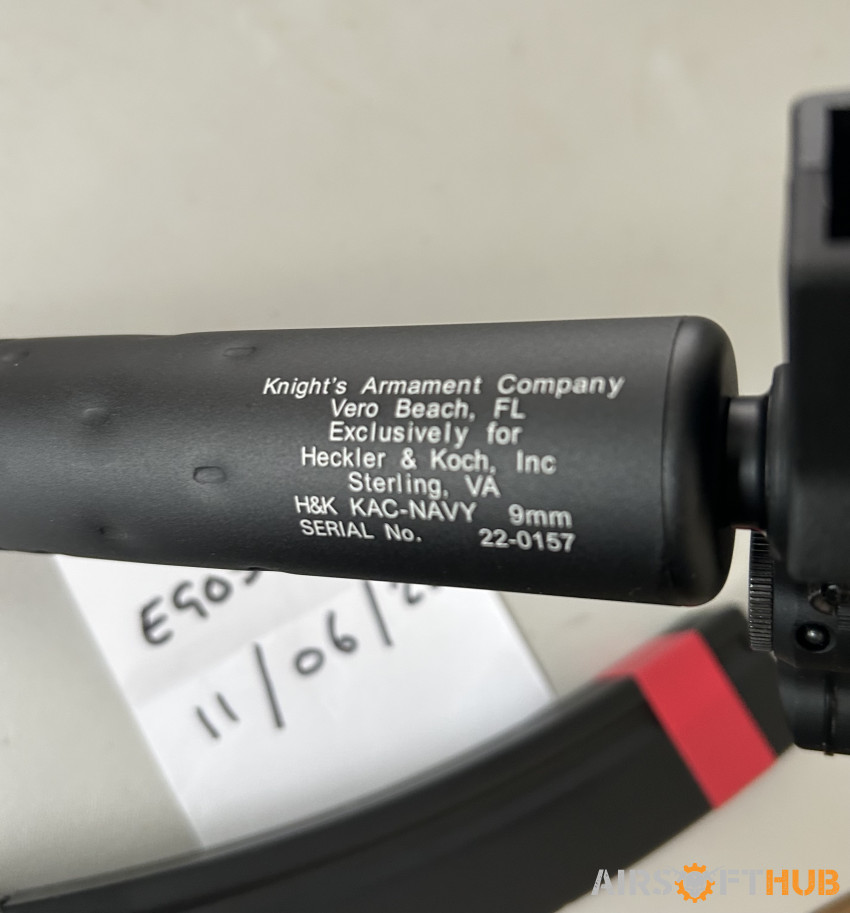 Knight's Armament Company
Vero Beach, FL
Exclusively for
Heckler & Koch, Inc
Sterling, VA
H&K KAC-NAVY 9mm
SERIAL No. 22-0157
11/06/
AIRSOFTHUB